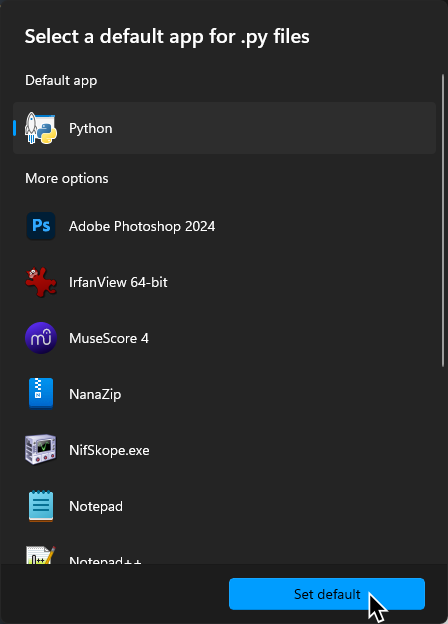 Select a default app for .py files
Default app
Python
More options
Ps
Adobe Photoshop 2024
IrfanView 64-bit
MuseScore 4
NanaZip
NifSkope.exe
Notepad
Notepad++
Set default